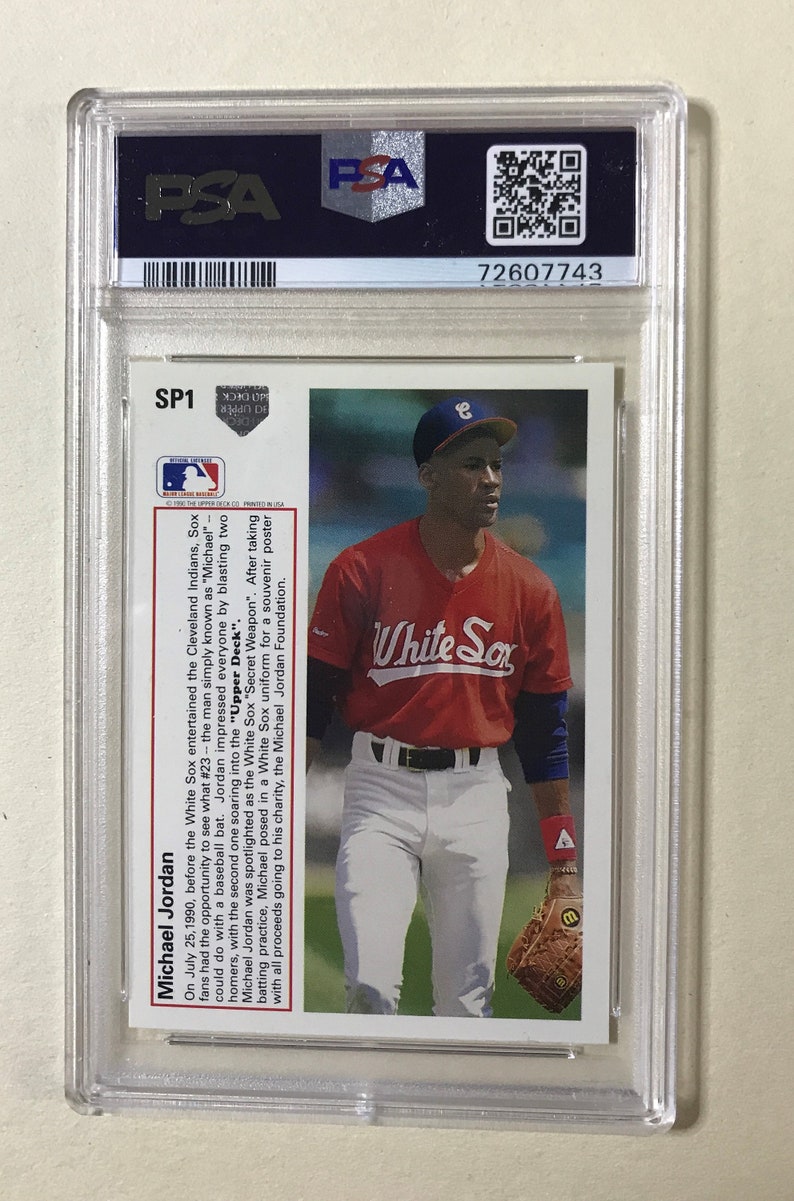 PSA
PSA
72607743
SP1
UPPER DECK
OFFICIAL LICENSEE
MAJOR LEAGUE BASEBALL
© 1990 THE UPPER DECK CO. PRINTED IN USA
Michael Jordan
On July 25,1990, before the White Sox entertained the Cleveland Indians, Sox
fans had the opportunity to see what #23 -- the man simply known as "Michael" --
could do with a baseball bat. Jordan impressed everyone by blasting two
homers, with the second one soaring into the "Upper Deck".
Michael Jordan was spotlighted as the White Sox "Secret Weapon". After taking
batting practice, Michael posed in a White Sox uniform for a souvenir poster
with all proceeds going to his charity, the Michael Jordan Foundation.
C
White Sox